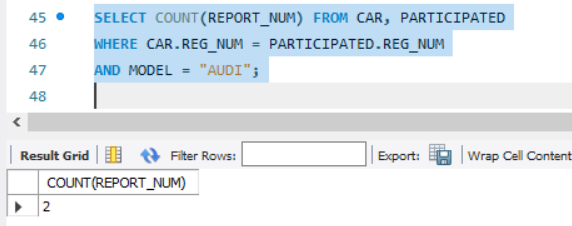 45 SELECT COUNT(REPORT_NUM) FROM CAR, PARTICIPATED
46 WHERE CAR.REG_NUM = PARTICIPATED.REG_NUM
47 AND MODEL = "AUDI";
48
Result Grid Filter Rows: Export: Wrap Cell Content
COUNT(REPORT_NUM)
2